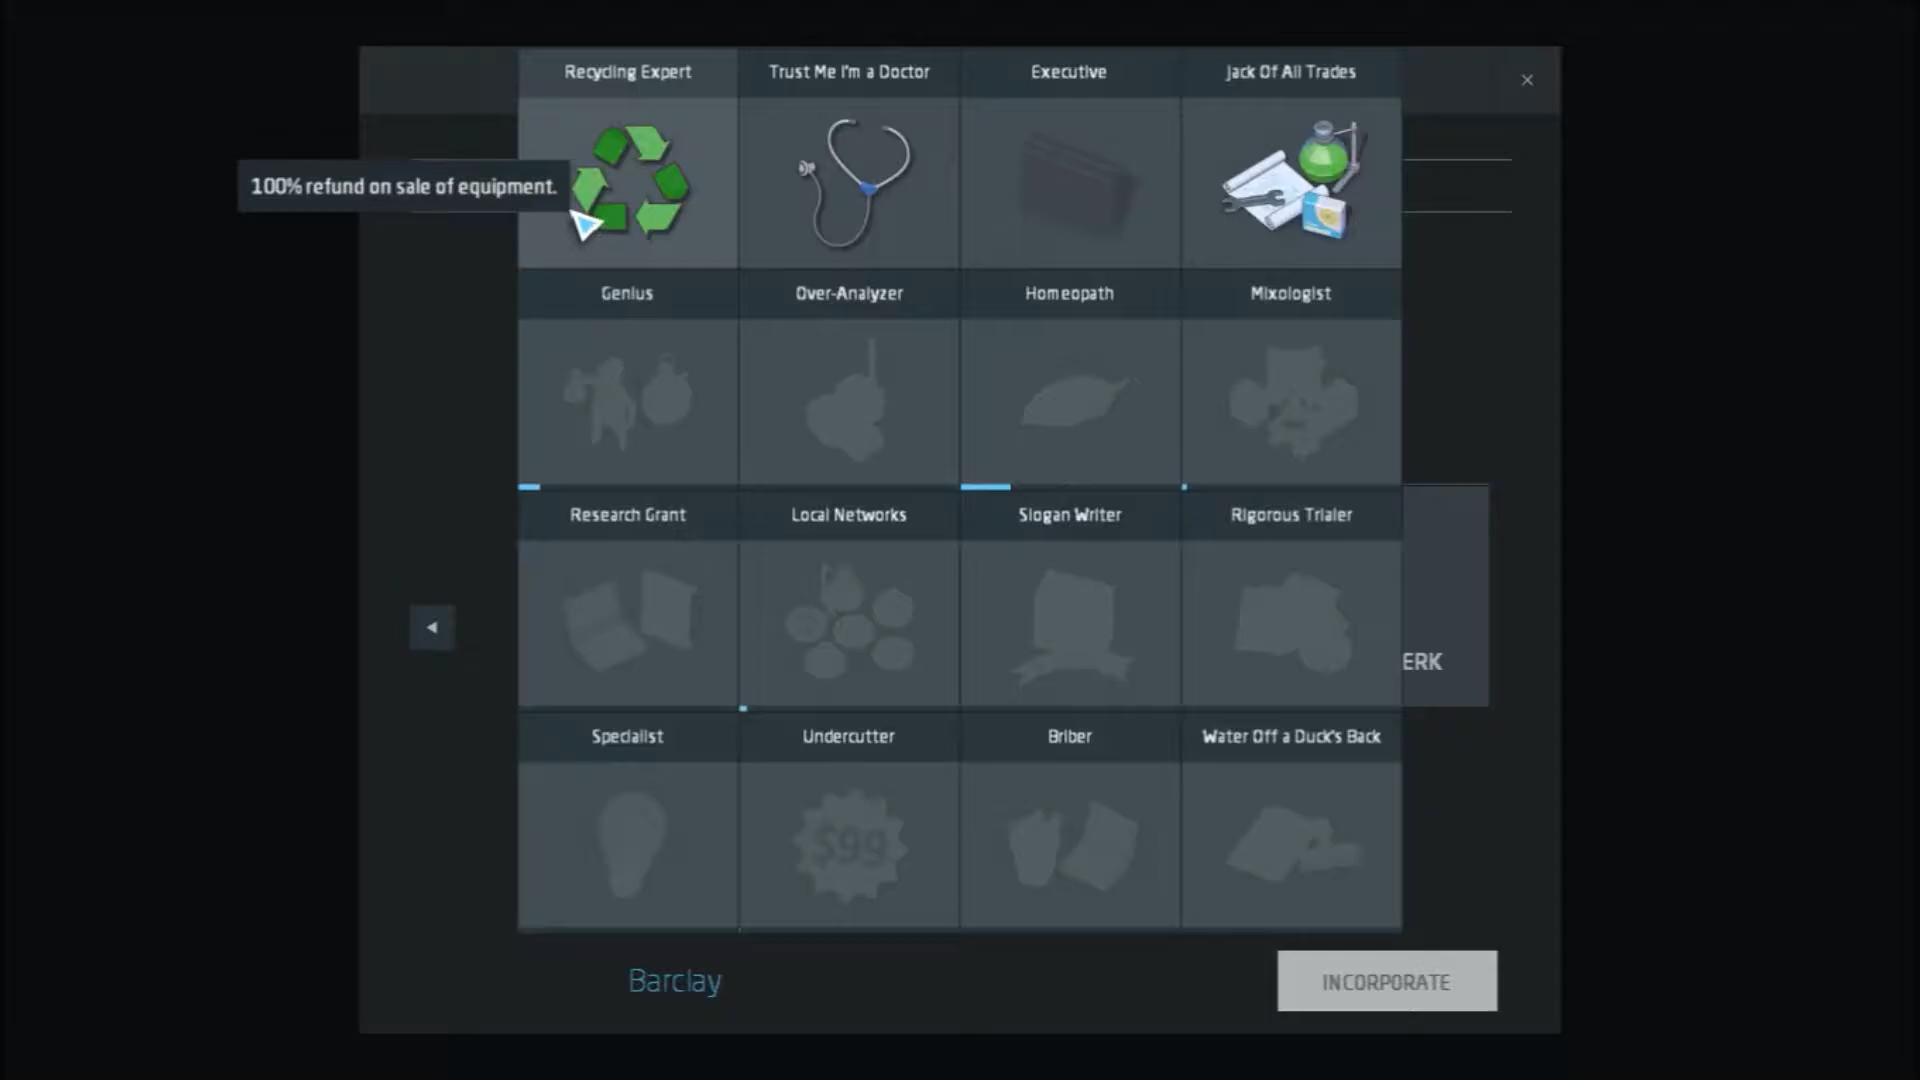 Recycling Expert
Trust Me I'm a Doctor
Executive
Jack Of All Trades
×
100% refund on sale of equipment.
Genius
Over-Analyzer
Homeopath
Mixologist
Research Grant
Local Networks
Slogan Writer
Rigorous Trialer
ERK
Specialist
Undercutter
Briber
Water Off a Duck's Back
$99
Barclay
INCORPORATE